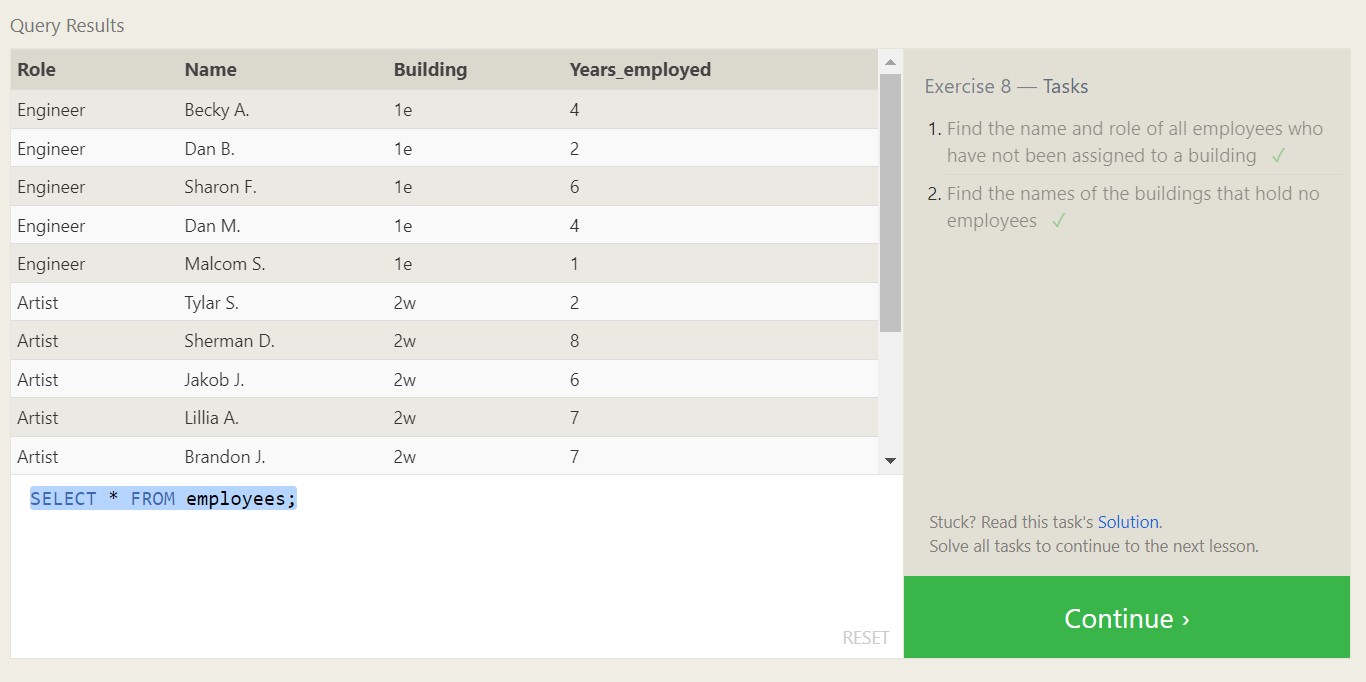 Query Results
Role Name Building Years_employed
Engineer Becky A. 1e 4
Engineer Dan B. 1e 2
Engineer Sharon F. 1e 6
Engineer Dan M. 1e 4
Engineer Malcom S. 1e 1
Artist Tylar S. 2w 2
Artist Sherman D. 2w 8
Artist Jakob J. 2w 6
Artist Lillia A. 2w 7
Artist Brandon J. 2w 7
SELECT * FROM employees;
RESET
Exercise 8 — Tasks
1. Find the name and role of all employees who
have not been assigned to a building ✓
2. Find the names of the buildings that hold no
employees ✓
Stuck? Read this task's Solution.
Solve all tasks to continue to the next lesson.
Continue ›